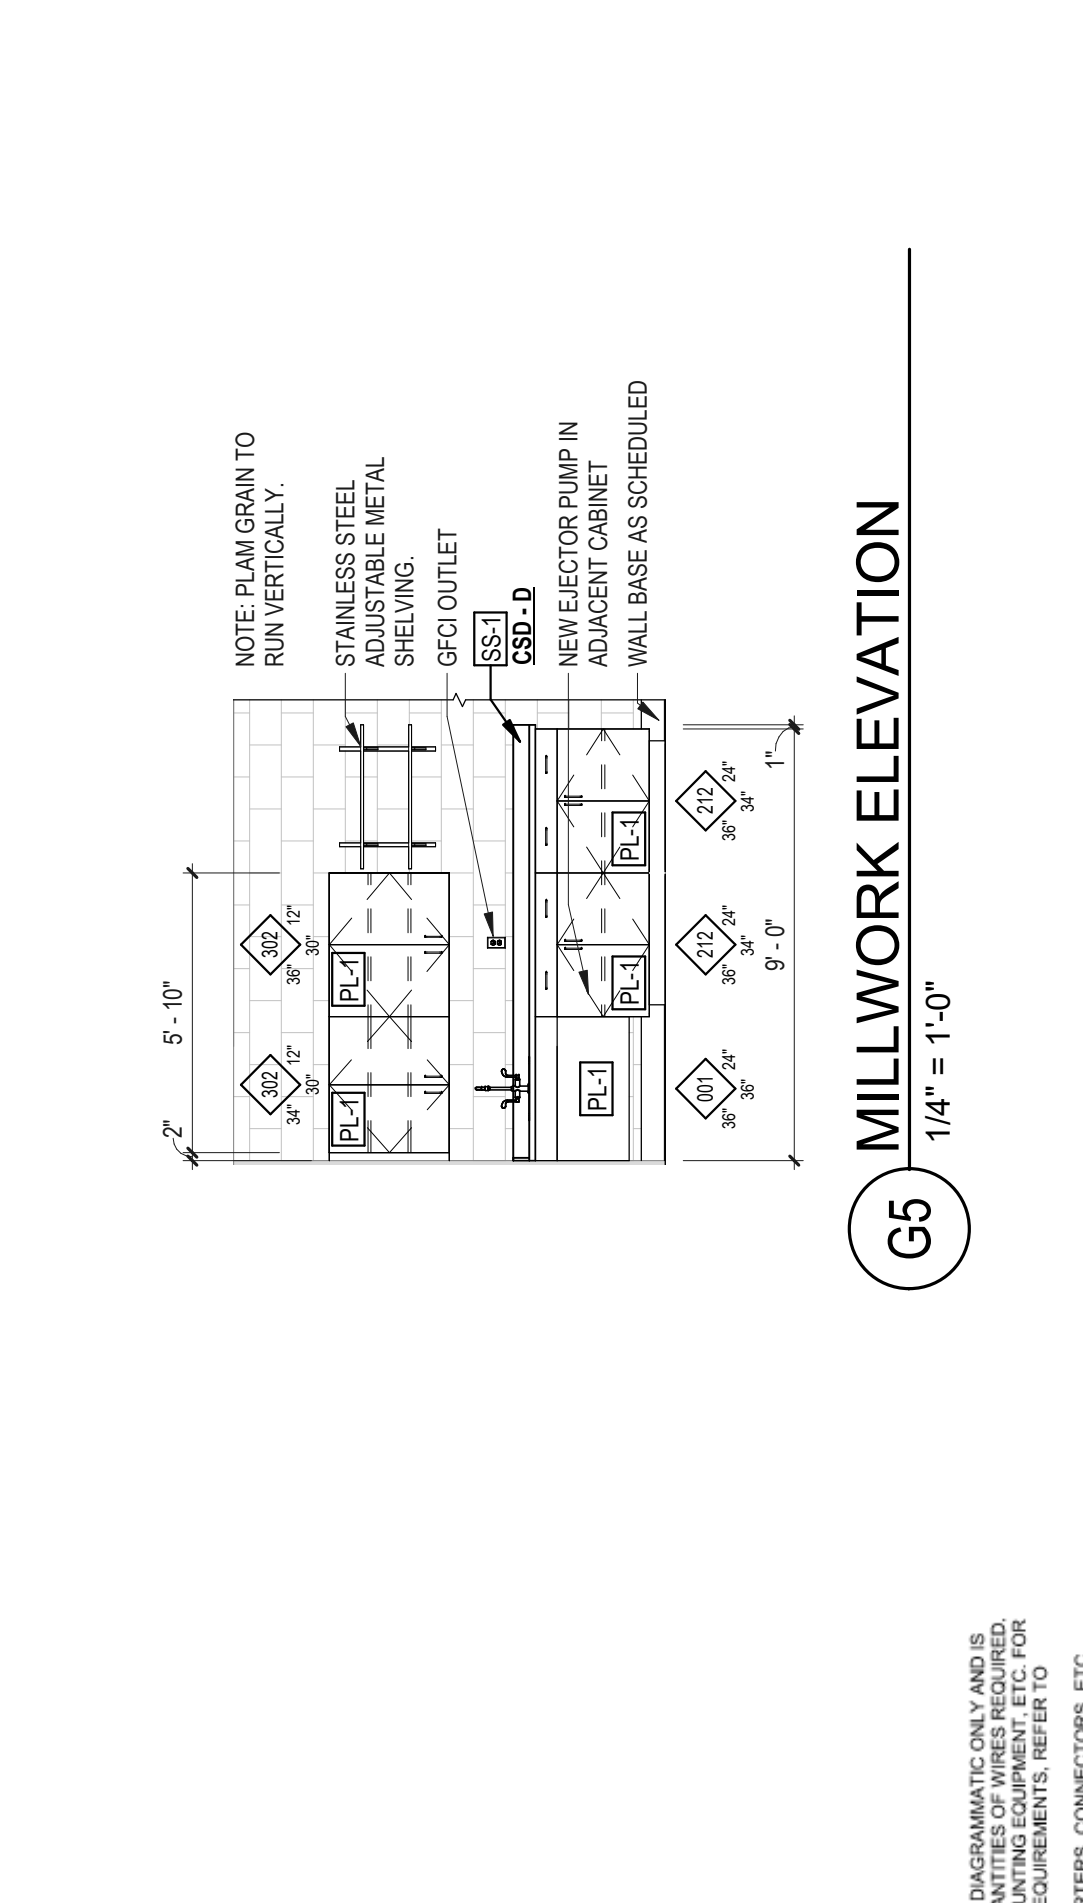 2"
5' - 10"
302
34"
12"
30"
302
36"
12"
30"
PL-1
PL-1
NOTE: PLAM GRAIN TO
RUN VERTICALLY.
STAINLESS STEEL
ADJUSTABLE METAL
SHELVING.
GFCI OUTLET
SS-1
CSD - D
NEW EJECTOR PUMP IN
ADJACENT CABINET
WALL BASE AS SCHEDULED
PL-1
PL-1
PL-1
001
36"
24"
36"
212
36"
24"
34"
212
36"
24"
34"
9' - 0"
1"
G5
MILLWORK ELEVATION
1/4" = 1'-0"
DIAGRAMMATIC ONLY AND IS
ANTITIES OF WIRES REQUIRED.
UNTING EQUIPMENT, ETC. FOR
EQUIREMENTS, REFER TO
RTERS, CONNECTORS, ETC